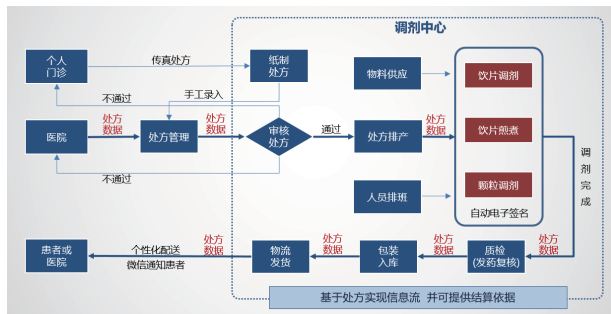 调剂中心
个人
门诊
传真处方
纸制
处方
物料供应
饮片调剂
不通过
手工录入
医院
处方
数据
处方管理
处方
数据
审核
处方
通过
处方排产
处方
数据
饮片煎煮
不通过
人员排班
颗粒调剂
自动电子签名
调
剂
完
成
患者或
医院
个性化配送
微信通知患者
处方
数据
物流
发货
处方
数据
包装
入库
处方
数据
质检
(发药复核)
处方
数据
基于处方实现信息流 并可提供结算依据